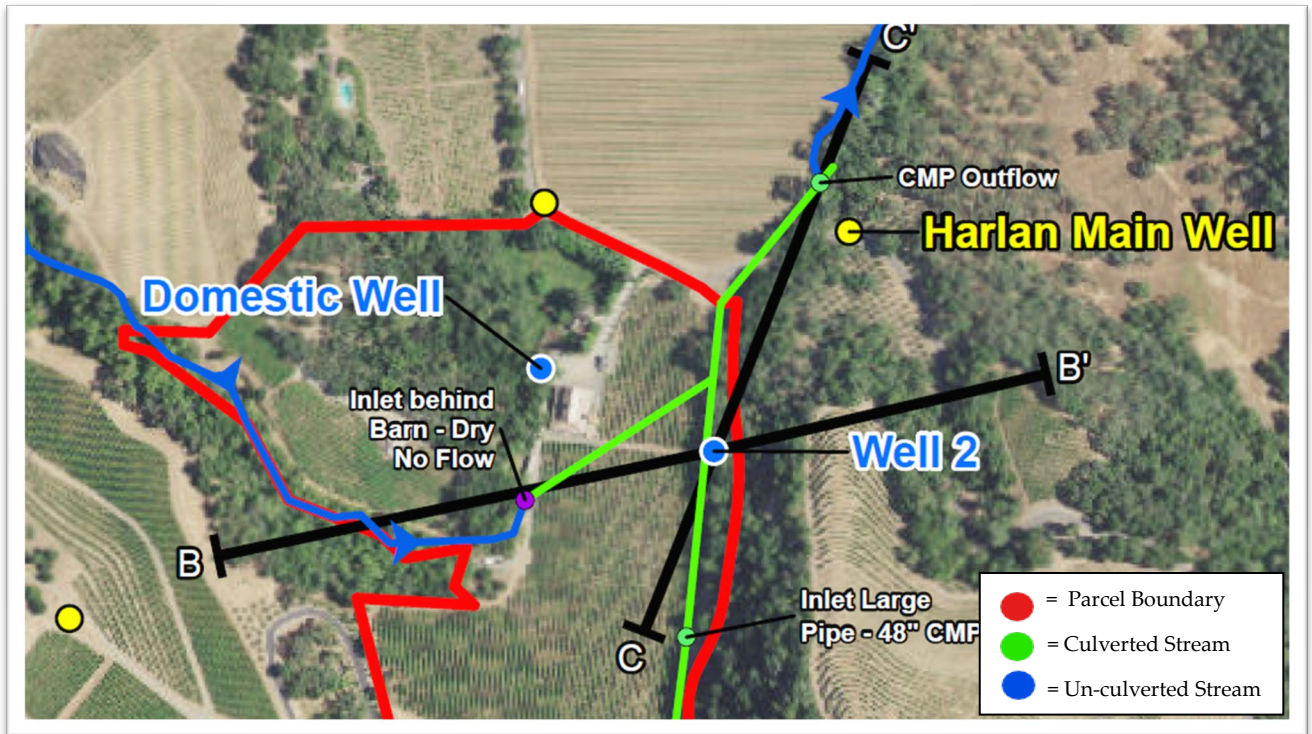 C'
CMP Outflow
Harlan Main Well
Domestic Well
B'
Inlet behind
Barn - Dry
No Flow
Well 2
B
Inlet Large
Pipe - 48" CMP
C
= Parcel Boundary
= Culverted Stream
= Un-culverted Stream